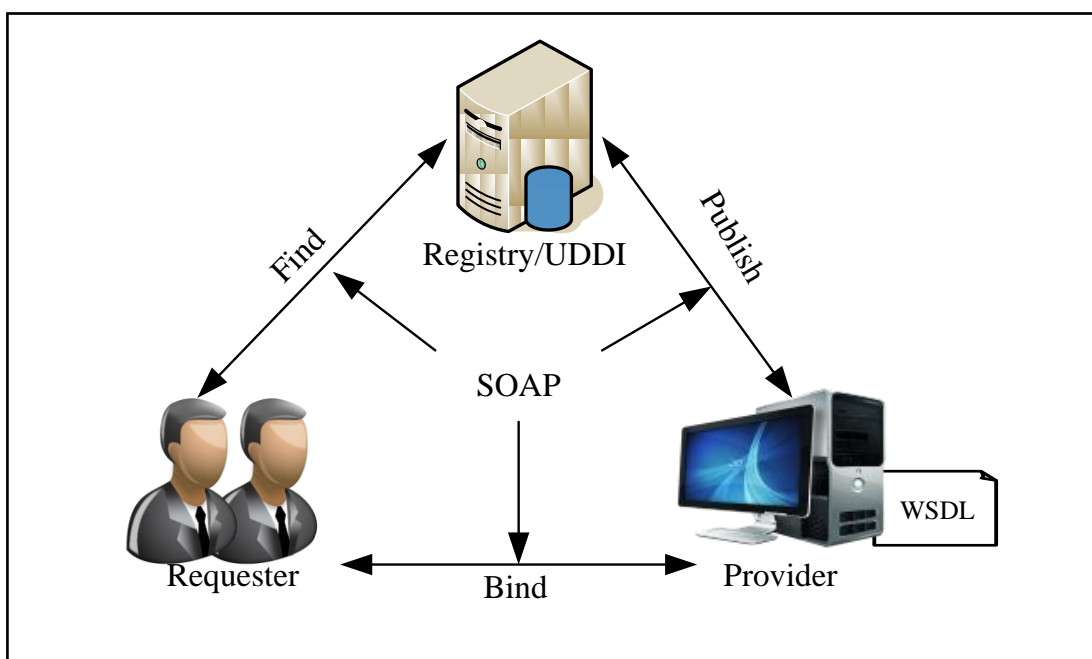 Registry/UDDI
Find
Publish
SOAP
WSDL
Requester
Bind
Provider